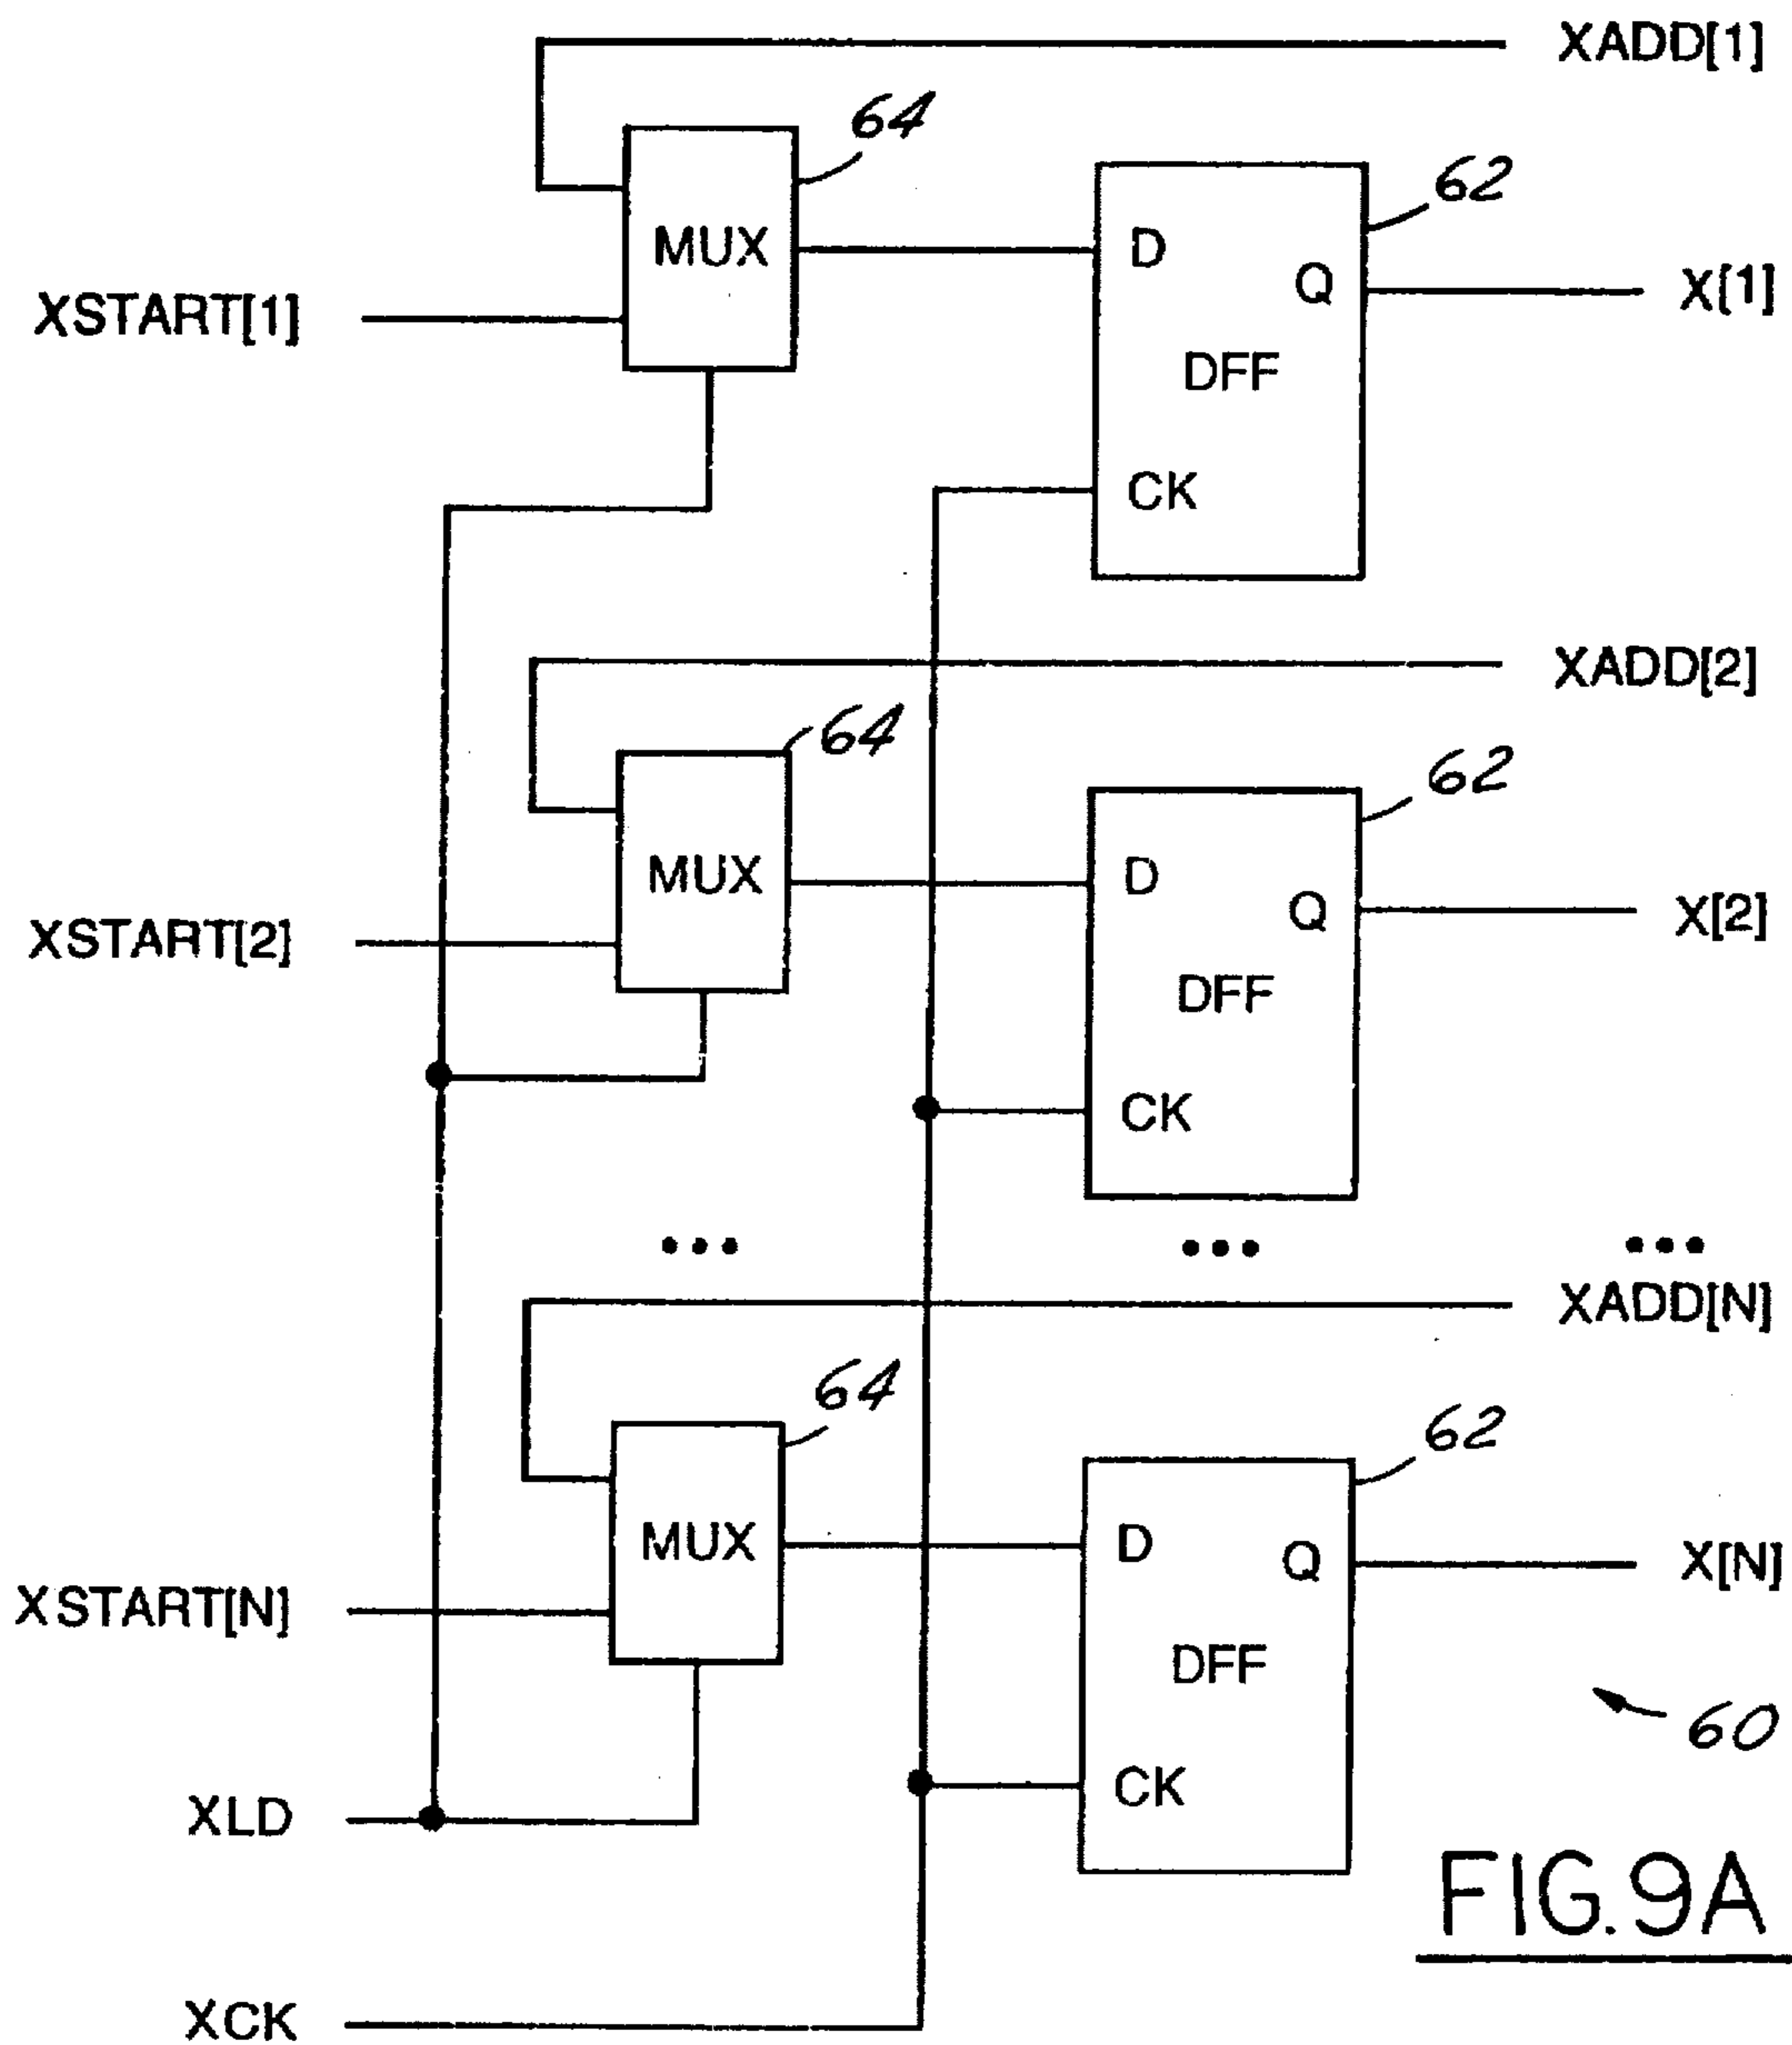 XADD[1]
64
62
MUX
D
Q
XSTART[1]
X[1]
DFF
CK
XADD[2]
64
62
MUX
D
Q
XSTART[2]
X[2]
DFF
CK
... ... ...
XADD[N]
64
62
MUX
D
Q
X[N]
XSTART[N]
DFF
60
XLD
CK
FIG.9A
XCK